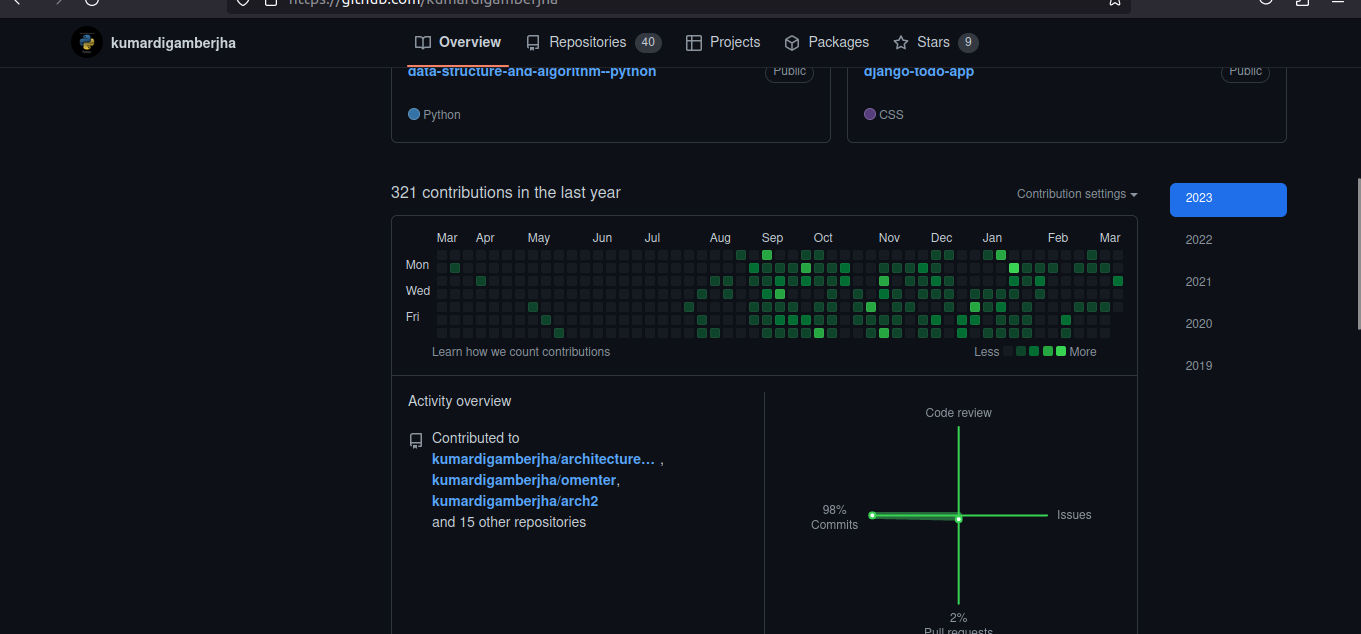 https://github.com/kumardigamberjha
kumardigamberjha
Overview
Repositories 40
Projects
Packages
Stars 9
data-structure-and-algorithm--python
Public
django-todo-app
Public
Python
CSS
321 contributions in the last year
Contribution settings
2023
2022
2021
2020
2019
Mar Apr May Jun Jul Aug Sep Oct Nov Dec Jan Feb Mar
Mon
Wed
Fri
Learn how we count contributions
Less More
Activity overview
Contributed to
kumardigamberjha/architecture… ,
kumardigamberjha/omenter,
kumardigamberjha/arch2
and 15 other repositories
Code review
98%
Commits
Issues
2%
Pull requests